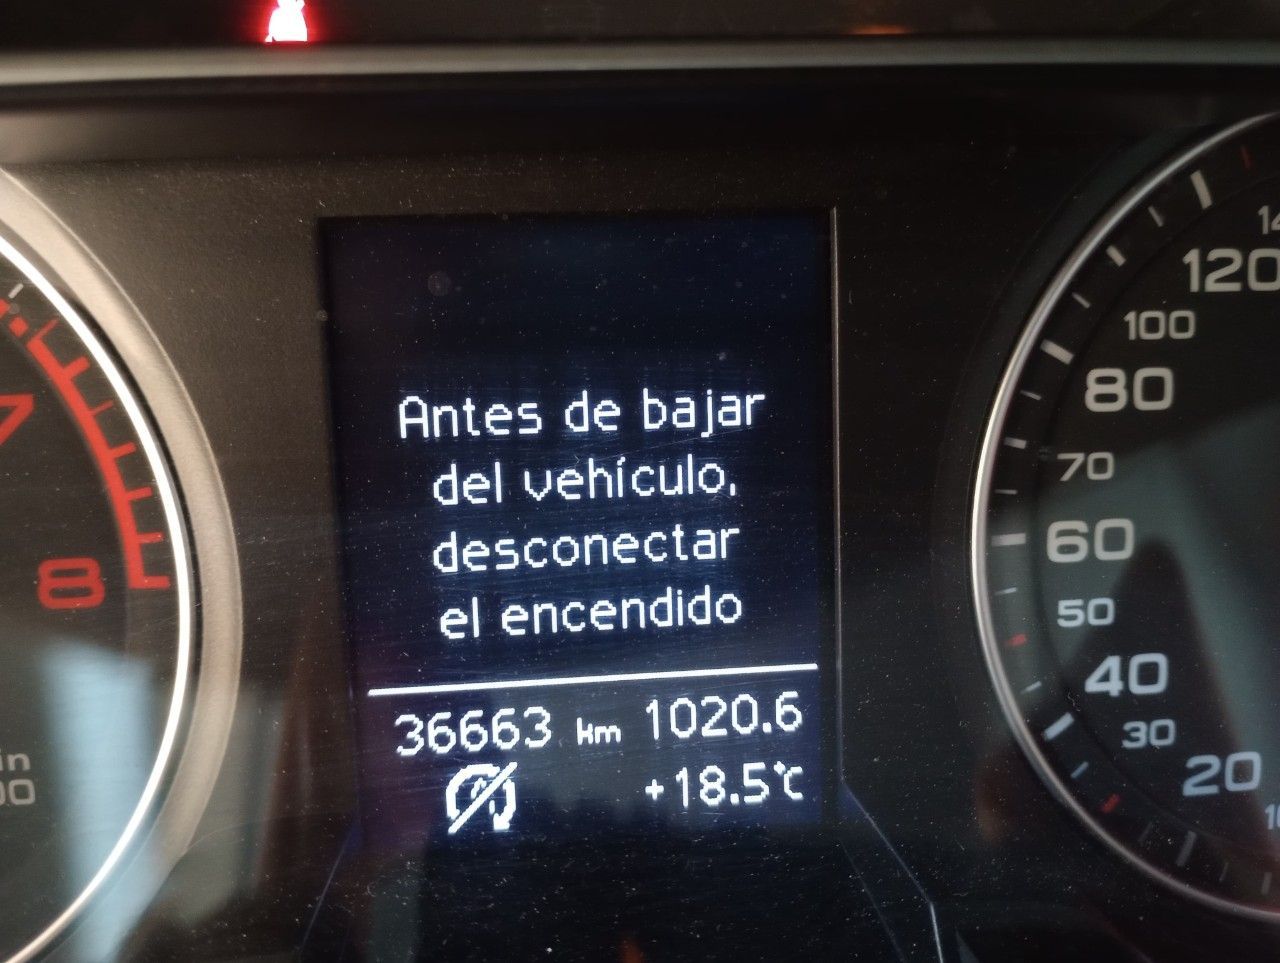 Antes de bajar
del vehículo,
desconectar
el encendido
36663 km 1020.6
+18.5°C
7
8
120
100
80
70
60
50
40
30
20